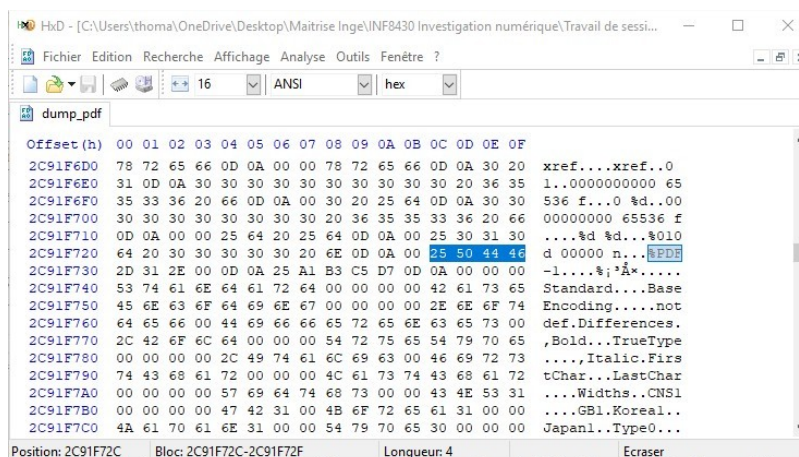 HxD - [C:\Users\thoma\OneDrive\Desktop\Maitrise Inge\INF8430 Investigation numérique\Travail de sessi...
Fichier Edition Recherche Affichage Analyse Outils Fenêtre ?
16 ANSI hex
dump_pdf
Offset(h) 00 01 02 03 04 05 06 07 08 09 0A 0B 0C 0D 0E 0F
2C91F6D0 78 72 65 66 0D 0A 00 00 78 72 65 66 0D 0A 30 20 xref....xref..0
2C91F6E0 31 0D 0A 30 30 30 30 30 30 30 30 30 30 20 36 35 1..0000000000 65
2C91F6F0 35 33 36 20 66 0D 0A 00 30 20 25 64 0D 0A 30 30 536 f...0 %d..00
2C91F700 30 30 30 30 30 30 30 30 20 36 35 35 33 36 20 66 00000000 65536 f
2C91F710 0D 0A 00 00 25 64 20 25 64 0D 0A 00 25 30 31 30 ....%d %d...%010
2C91F720 64 20 30 30 30 30 30 20 6E 0D 0A 00 25 50 44 46 d 00000 n...%PDF
2C91F730 2D 31 2E 00 0D 0A 25 A1 B3 C5 D7 0D 0A 00 00 00 -1....%¡³Å×.....
2C91F740 53 74 61 6E 64 61 72 64 00 00 00 00 42 61 73 65 Standard....Base
2C91F750 45 6E 63 6F 64 69 6E 67 00 00 00 00 2E 6E 6F 74 Encoding.....not
2C91F760 64 65 66 00 44 69 66 66 65 72 65 6E 63 65 73 00 def.Differences.
2C91F770 2C 42 6F 6C 64 00 00 00 54 72 75 65 54 79 70 65 ,Bold...TrueType
2C91F780 00 00 00 00 2C 49 74 61 6C 69 63 00 46 69 72 73 ....,Italic.Firs
2C91F790 74 43 68 61 72 00 00 00 4C 61 73 74 43 68 61 72 tChar...LastChar
2C91F7A0 00 00 00 00 57 69 64 74 68 73 00 00 43 4E 53 31 ....Widths..CNS1
2C91F7B0 00 00 00 00 47 42 31 00 4B 6F 72 65 61 31 00 00 ....GB1.Korea1..
2C91F7C0 4A 61 70 61 6E 31 00 00 54 79 70 65 30 00 00 00 Japan1..Type0...
Position: 2C91F72C Bloc: 2C91F72C-2C91F72F Longueur: 4 Ecraser